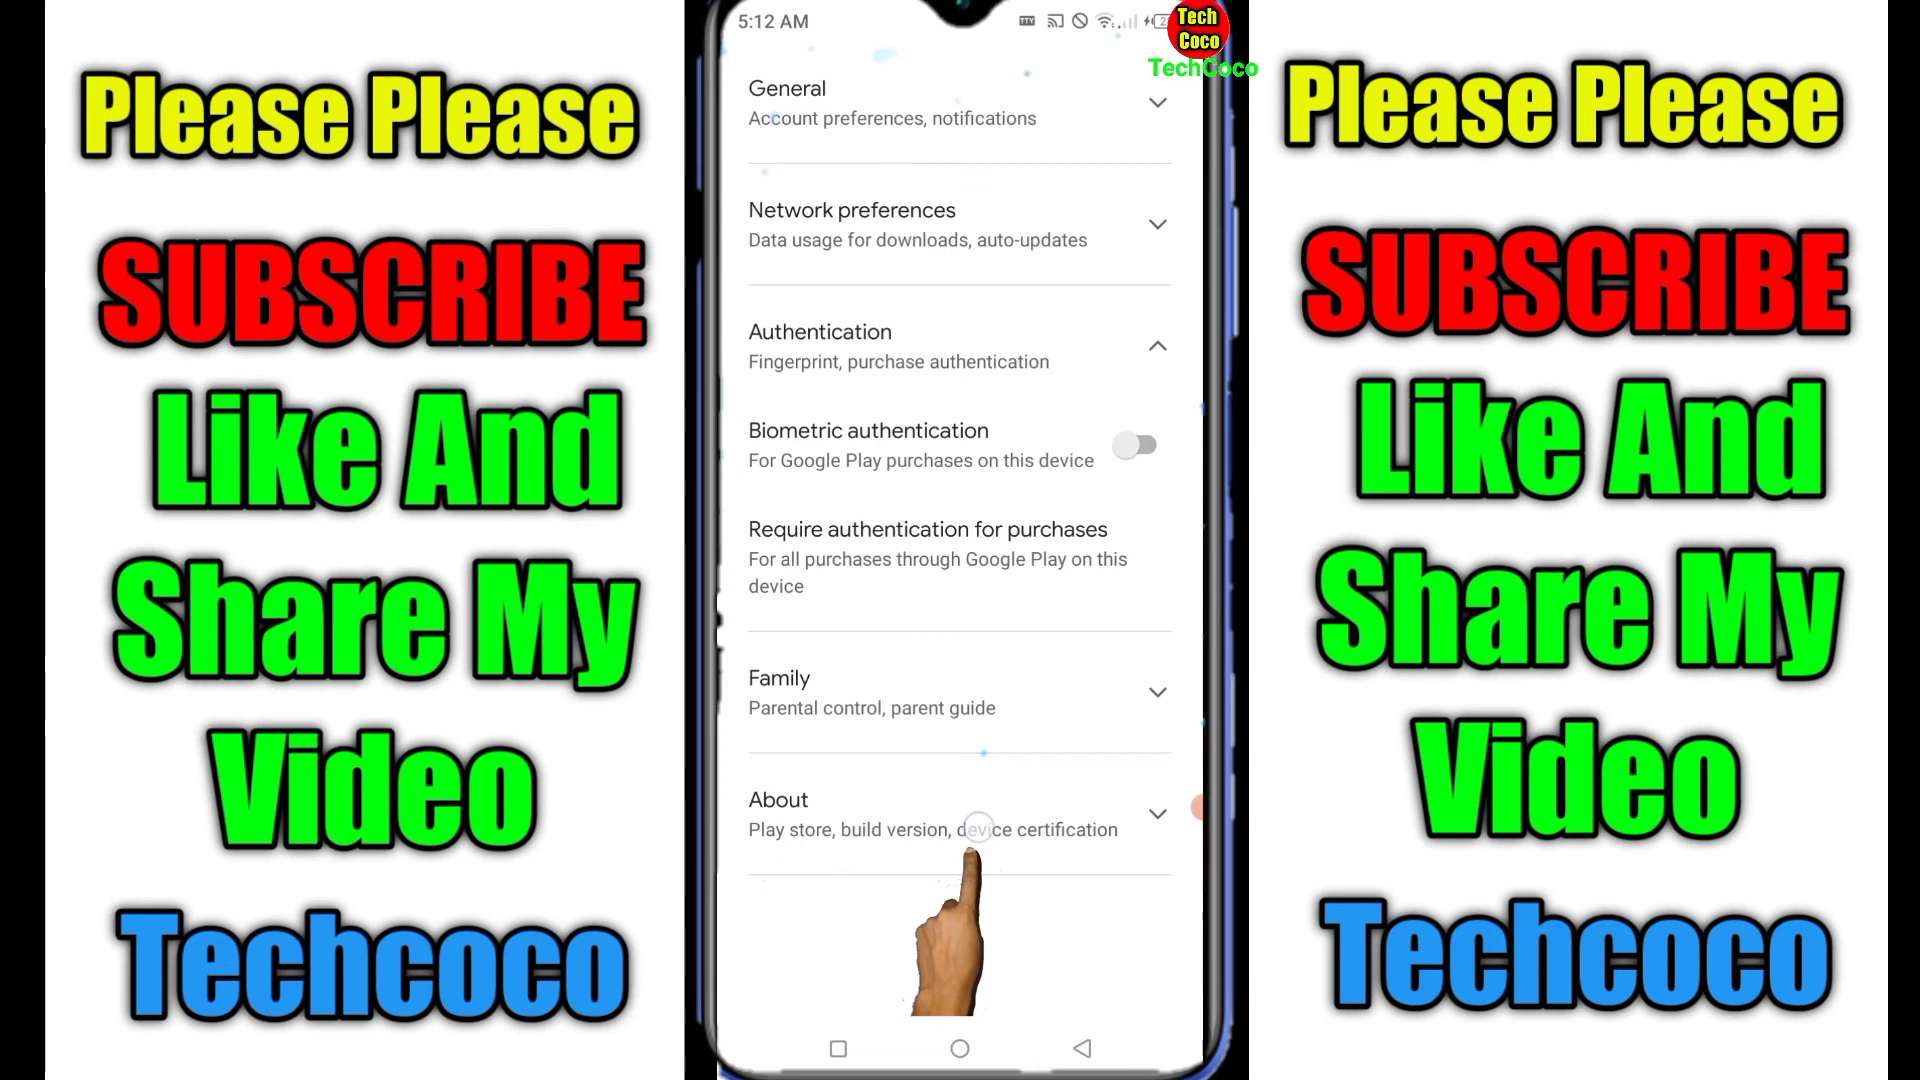 Please Please
SUBSCRIBE
Like And
Share My
Video
Techcoco
5:12 AM
Tech
Coco
TechCoco
General
Account preferences, notifications
Network preferences
Data usage for downloads, auto-updates
Authentication
Fingerprint, purchase authentication
Biometric authentication
For Google Play purchases on this device
Require authentication for purchases
For all purchases through Google Play on this
device
Family
Parental control, parent guide
About
Play store, build version, device certification
Please Please
SUBSCRIBE
Like And
Share My
Video
Techcoco